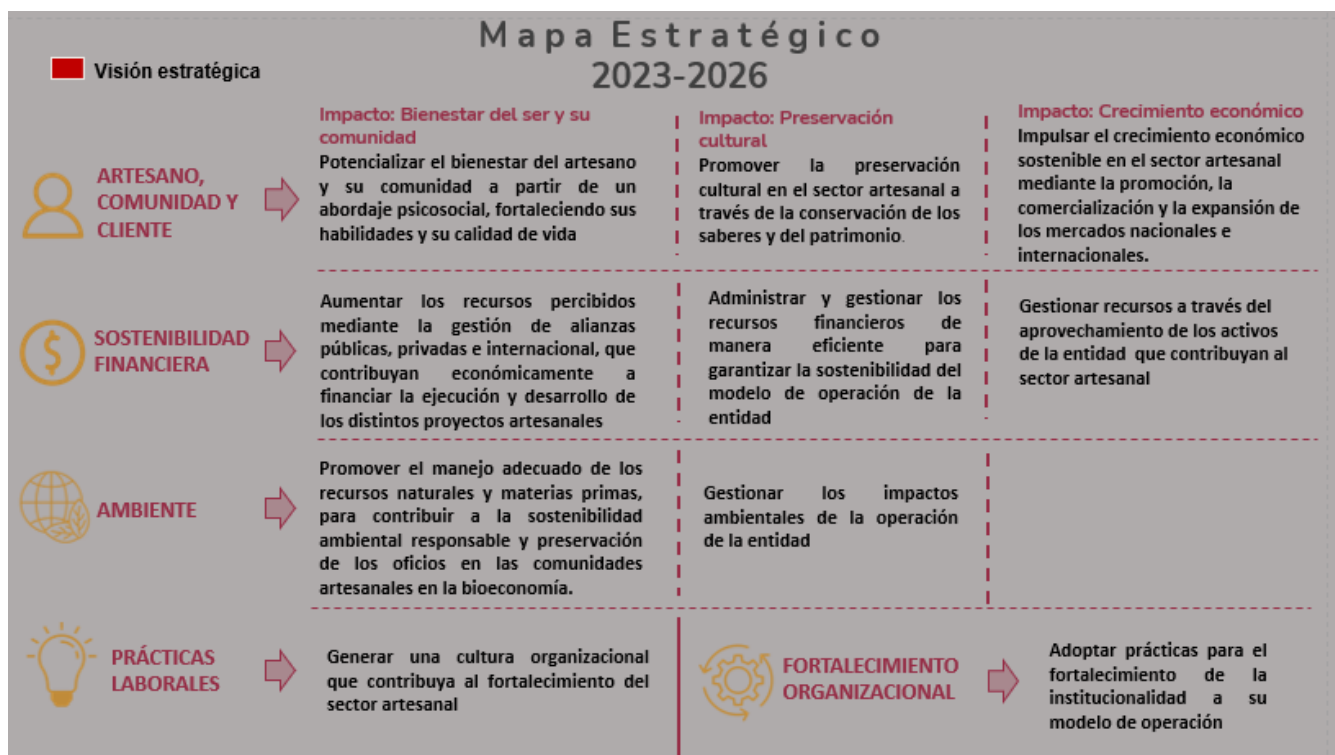 Mapa Estratégico
2023-2026
Visión estratégica
ARTESANO,
COMUNIDAD Y
CLIENTE
Impacto: Bienestar del ser y su
comunidad
Potencializar el bienestar del artesano
y su comunidad a partir de un
abordaje psicosocial, fortaleciendo sus
habilidades y su calidad de vida
Impacto: Preservación
cultural
Promover la preservación
cultural en el sector artesanal a
través de la conservación de los
saberes y del patrimonio.
Impacto: Crecimiento económico
Impulsar el crecimiento económico
sostenible en el sector artesanal
mediante la promoción, la
comercialización y la expansión de
los mercados nacionales e
internacionales.
SOSTENIBILIDAD
FINANCIERA
Aumentar los recursos percibidos
mediante la gestión de alianzas
públicas, privadas e internacional, que
contribuyan económicamente a
financiar la ejecución y desarrollo de
los distintos proyectos artesanales
Administrar y gestionar los
recursos financieros de
manera eficiente para
garantizar la sostenibilidad del
modelo de operación de la
entidad
Gestionar recursos a través del
aprovechamiento de los activos
de la entidad que contribuyan al
sector artesanal
AMBIENTE
Promover el manejo adecuado de los
recursos naturales y materias primas,
para contribuir a la sostenibilidad
ambiental responsable y preservación
de los oficios en las comunidades
artesanales en la bioeconomía.
Gestionar los impactos
ambientales de la operación
de la entidad
PRÁCTICAS
LABORALES
Generar una cultura organizacional
que contribuya al fortalecimiento del
sector artesanal
FORTALECIMIENTO
ORGANIZACIONAL
Adoptar prácticas para el
fortalecimiento de la
institucionalidad a su
modelo de operación